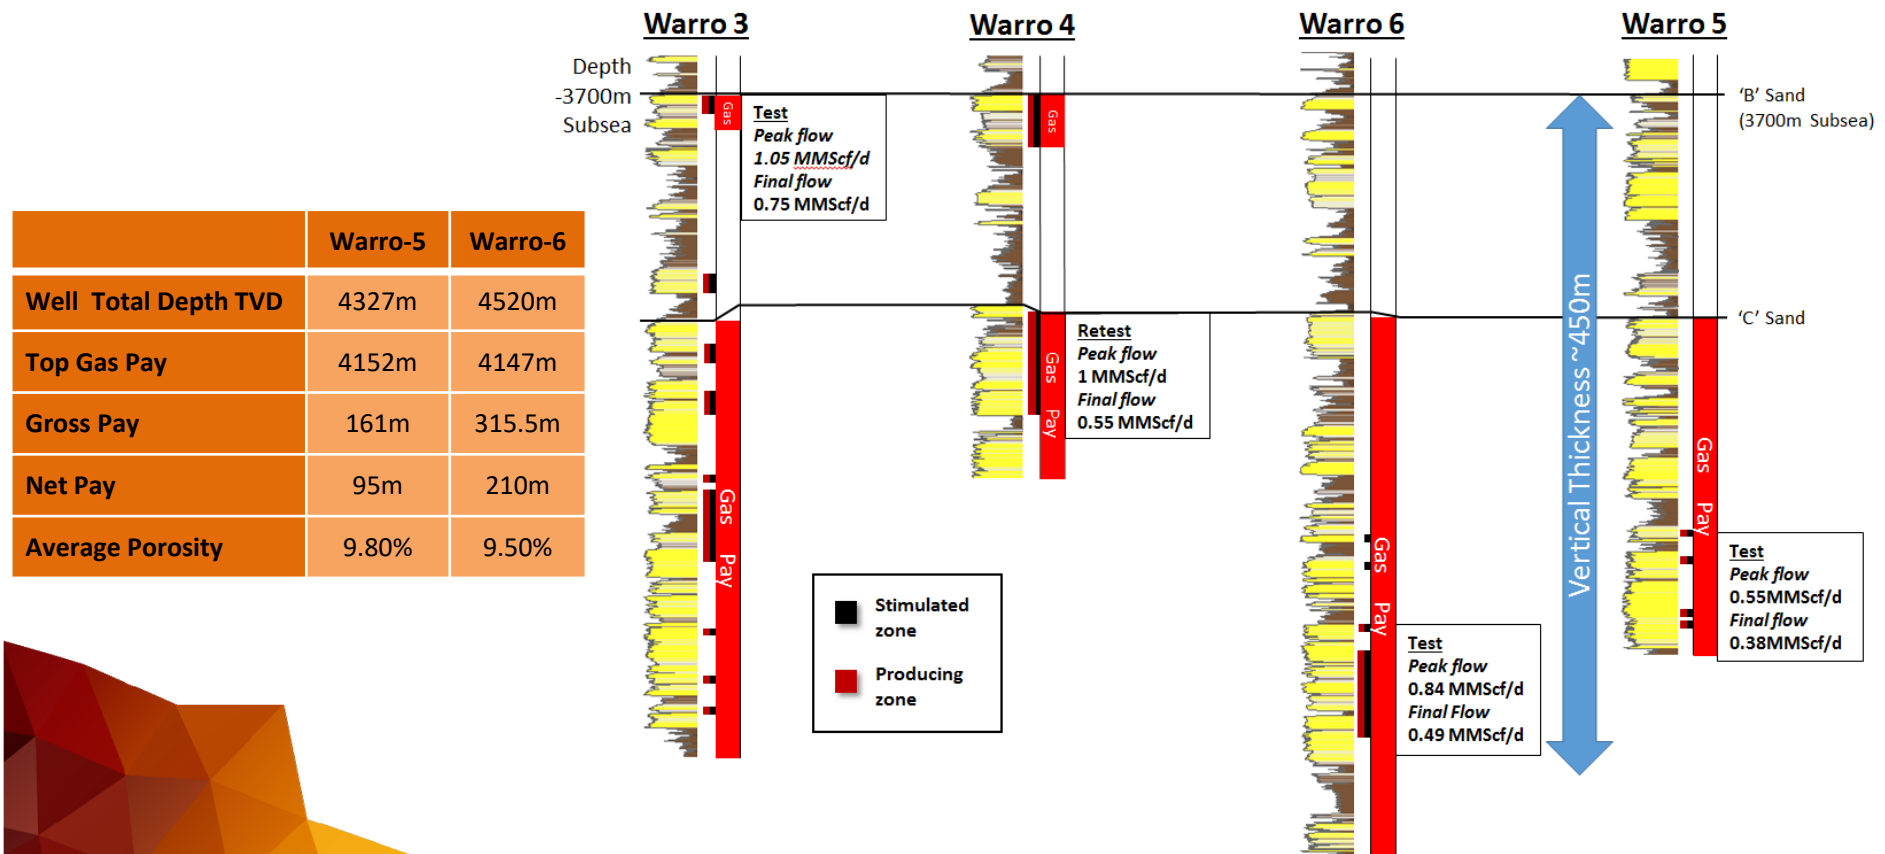 Warro 3
Warro 4
Warro 6
Warro 5
Depth
-3700m
Subsea
Gas
Test
Peak flow
1.05 MMScf/d
Final flow
0.75 MMScf/d
Gas
'B' Sand
(3700m Subsea)
Warro-5 Warro-6
Well Total Depth TVD 4327m 4520m
Top Gas Pay 4152m 4147m
Gross Pay 161m 315.5m
Net Pay 95m 210m
Average Porosity 9.80% 9.50%
'C' Sand
Gas Pay
Gas Pay
Retest
Peak flow
1 MMScf/d
Final flow
0.55 MMScf/d
Gas Pay
Test
Peak flow
0.84 MMScf/d
Final Flow
0.49 MMScf/d
Vertical Thickness ~450m
Gas Pay
Test
Peak flow
0.55MMScf/d
Final flow
0.38MMScf/d
Stimulated
zone
Producing
zone